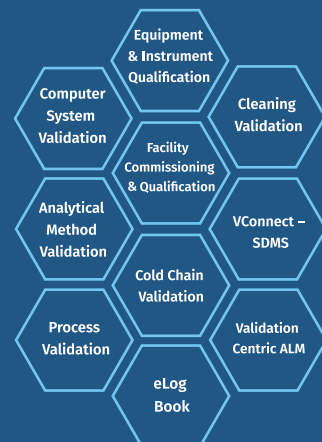 Equipment
& Instrument
Qualification
Computer
System
Validation
Cleaning
Validation
Facility
Commissioning
& Qualification
Analytical
Method
Validation
VConnect –
SDMS
Cold Chain
Validation
Process
Validation
Validation
Centric ALM
eLog
Book